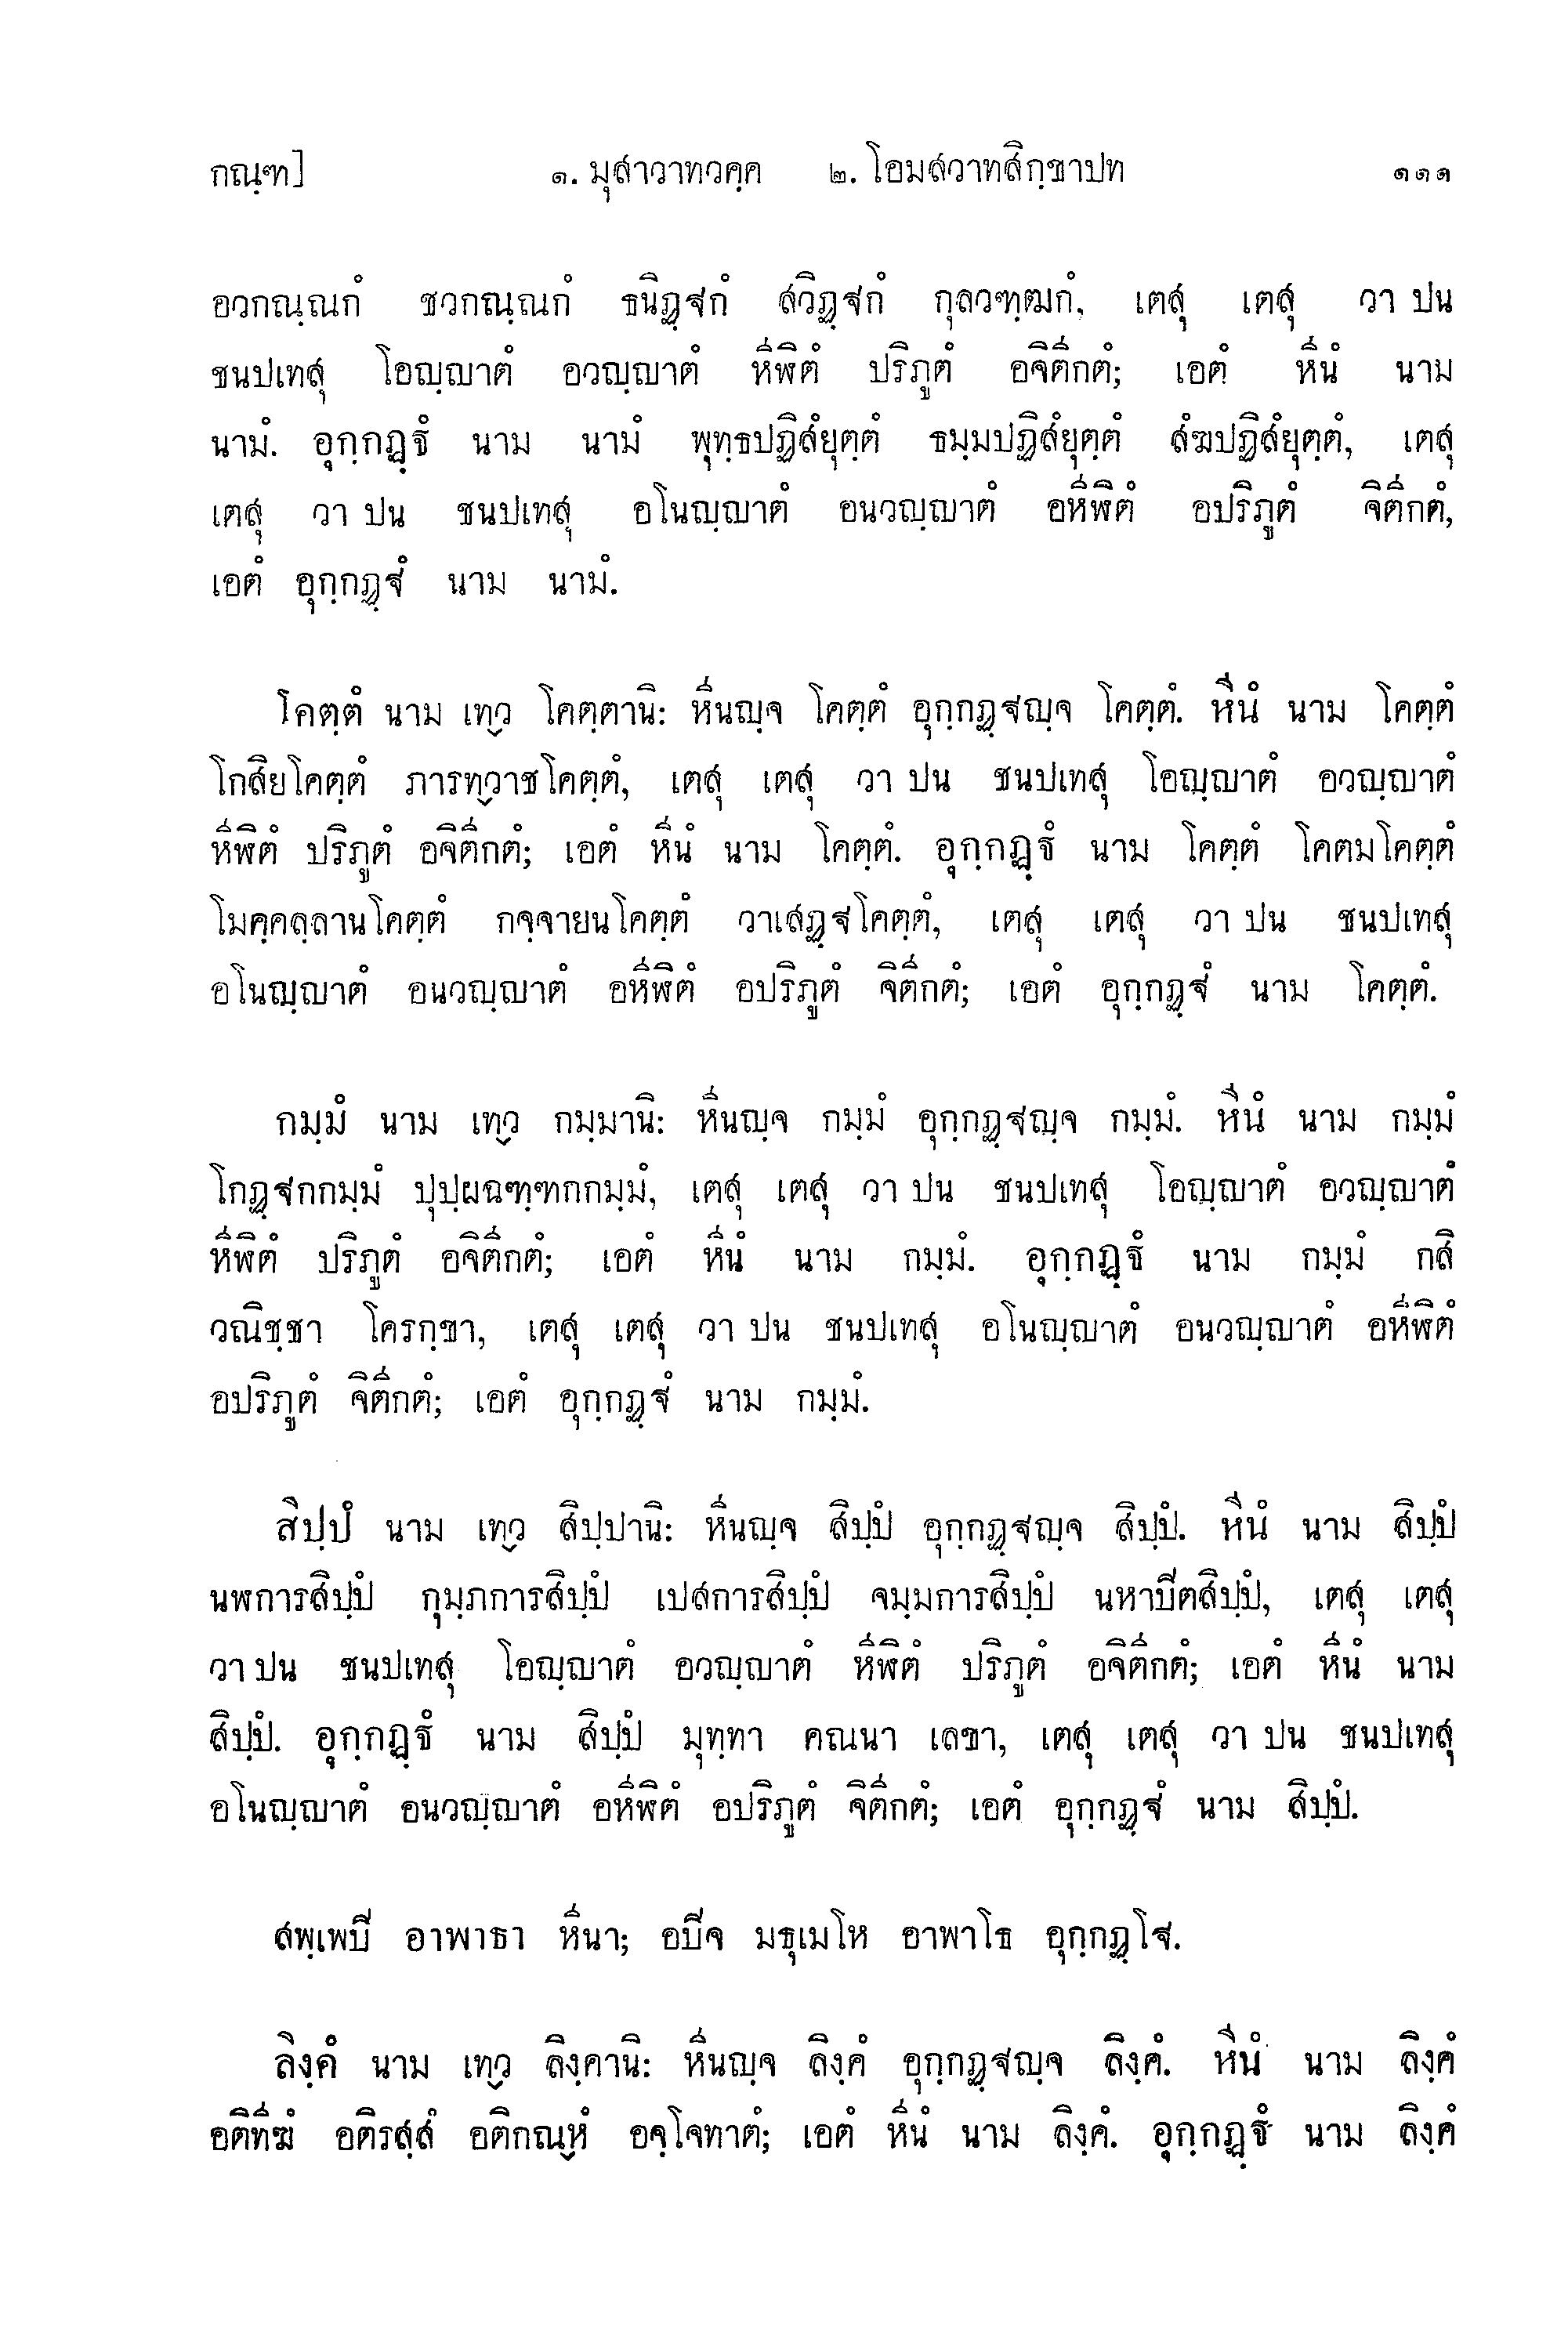 กณฺฑ] ๑. มุสาวาทวคฺค ๒. โอมสวาทสิกฺขาปท ๑๑๑
อวกณฺณกํ ชวกณฺณกํ ธนิฏฺฐกํ สวิฏฺฐกํ กุลวฑฺฒกํ, เตสุ เตสุ วา ปน
ชนปเทสุ โอญฺญาตํ อวญฺญาตํ หีฬิตํ ปริภูตํ อจิตีกตํ; เอตํ หีนํ นาม
นามํ. อุกฺกฏฺฐํ นาม นามํ พุทฺธปฏิสํยุตฺตํ ธมฺมปฏิสํยุตฺตํ สํฆปฏิสํยุตฺตํ, เตสุ
เตสุ วา ปน ชนปเทสุ อโนญฺญาตํ อนวญฺญาตํ อหีฬิตํ อปริภูตํ จิตีกตํ,
เอตํ อุกฺกฏฺฐํ นาม นามํ.
โคตฺตํ นาม เทฺว โคตฺตานิ: หีนญฺจ โคตฺตํ อุกฺกฏฺฐญฺจ โคตฺตํ. หีนํ นาม โคตฺตํ
โกสิยโคตฺตํ ภารทฺวาชโคตฺตํ, เตสุ เตสุ วา ปน ชนปเทสุ โอญฺญาตํ อวญฺญาตํ
หีฬิตํ ปริภูตํ อจิตีกตํ; เอตํ หีนํ นาม โคตฺตํ. อุกฺกฏฺฐํ นาม โคตฺตํ โคตมโคตฺตํ
โมคฺคลฺลานโคตฺตํ กจฺจายนโคตฺตํ วาเสฏฺฐโคตฺตํ, เตสุ เตสุ วา ปน ชนปเทสุ
อโนญฺญาตํ อนวญฺญาตํ อหีฬิตํ อปริภูตํ จิตีกตํ; เอตํ อุกฺกฏฺฐํ นาม โคตฺตํ.
กมฺมํ นาม เทฺว กมฺมานิ: หีนญฺจ กมฺมํ อุกฺกฏฺฐญฺจ กมฺมํ. หีนํ นาม กมฺมํ
โกฏฺฐกกมฺมํ ปุปฺผฉฑฺฑกกมฺมํ, เตสุ เตสุ วา ปน ชนปเทสุ โอญฺญาตํ อวญฺญาตํ
หีฬิตํ ปริภูตํ อจิตีกตํ; เอตํ หีนํ นาม กมฺมํ. อุกฺกฏฺฐํ นาม กมฺมํ กสิ
วณิชฺชา โครกฺขา, เตสุ เตสุ วา ปน ชนปเทสุ อโนญฺญาตํ อนวญฺญาตํ อหีฬิตํ
อปริภูตํ จิตีกตํ; เอตํ อุกฺกฏฺฐํ นาม กมฺมํ.
สิปฺปํ นาม เทฺว สิปฺปานิ: หีนญฺจ สิปฺปํ อุกฺกฏฺฐญฺจ สิปฺปํ. หีนํ นาม สิปฺปํ
นฬการสิปฺปํ กุมฺภการสิปฺปํ เปสการสิปฺปํ จมฺมการสิปฺปํ นหาปิตสิปฺปํ, เตสุ เตสุ
วา ปน ชนปเทสุ โอญฺญาตํ อวญฺญาตํ หีฬิตํ ปริภูตํ อจิตีกตํ; เอตํ หีนํ นาม
สิปฺปํ. อุกฺกฏฺฐํ นาม สิปฺปํ มุทฺทา คณนา เลขา, เตสุ เตสุ วา ปน ชนปเทสุ
อโนญฺญาตํ อนวญฺญาตํ อหีฬิตํ อปริภูตํ จิตีกตํ; เอตํ อุกฺกฏฺฐํ นาม สิปฺปํ.
สพฺเพปิ อาพาธา หีนา; อปิจ มธุเมโห อาพาโธ อุกฺกฏฺโฐ.
ลิงฺคํ นาม เทฺว ลิงฺคานิ: หีนญฺจ ลิงฺคํ อุกฺกฏฺฐญฺจ ลิงฺคํ. หีนํ นาม ลิงฺคํ
อติทีฆํ อติรสฺสํ อติกณฺหํ อจฺโจทาตํ; เอตํ หีนํ นาม ลิงฺคํ. อุกฺกฏฺฐํ นาม ลิงฺคํ